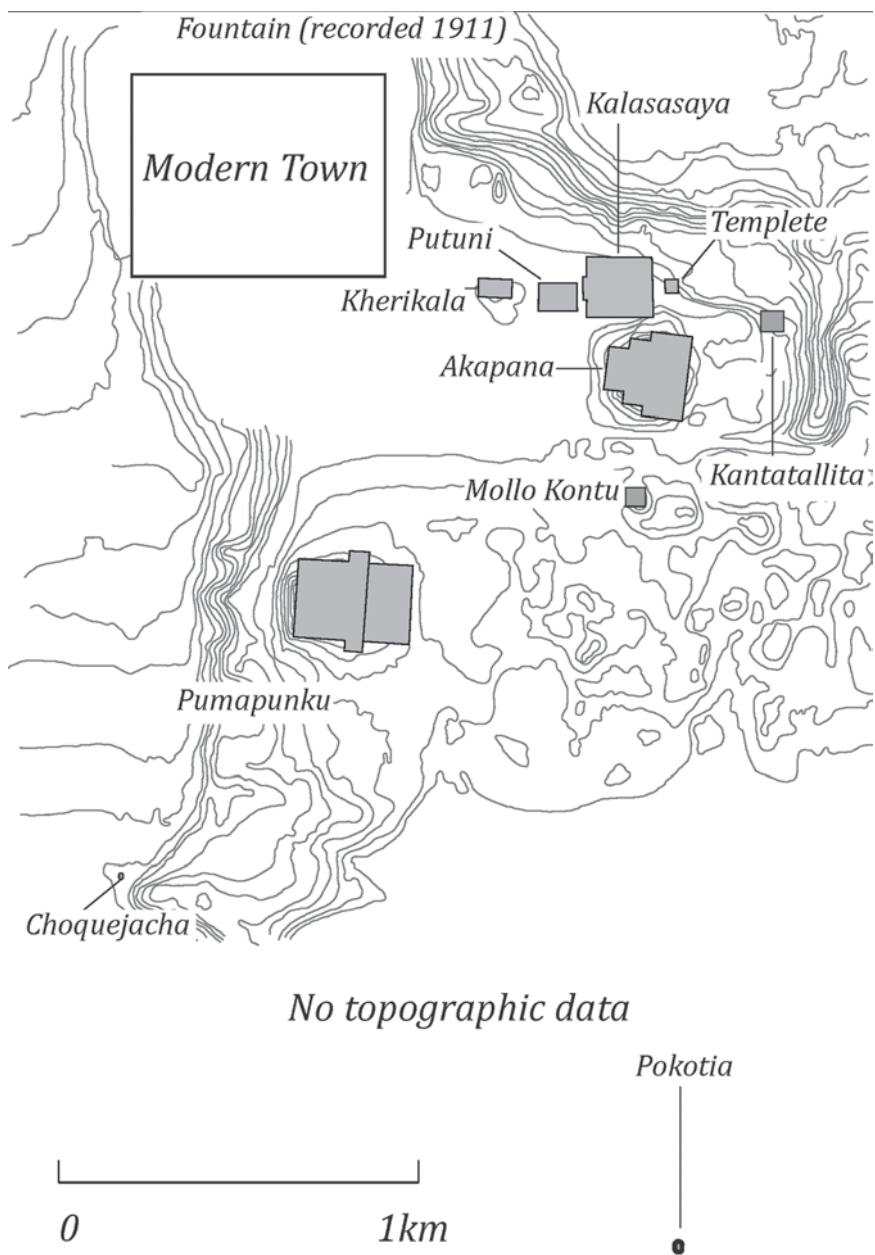 Fountain (recorded 1911)
Modern Town
Kalasasaya
Templete
Putuni
Kherikala
Akapana
Kantatallita
Mollo Kontu
Pumapunku
Choquejacha
No topographic data
Pokotia
0
1km